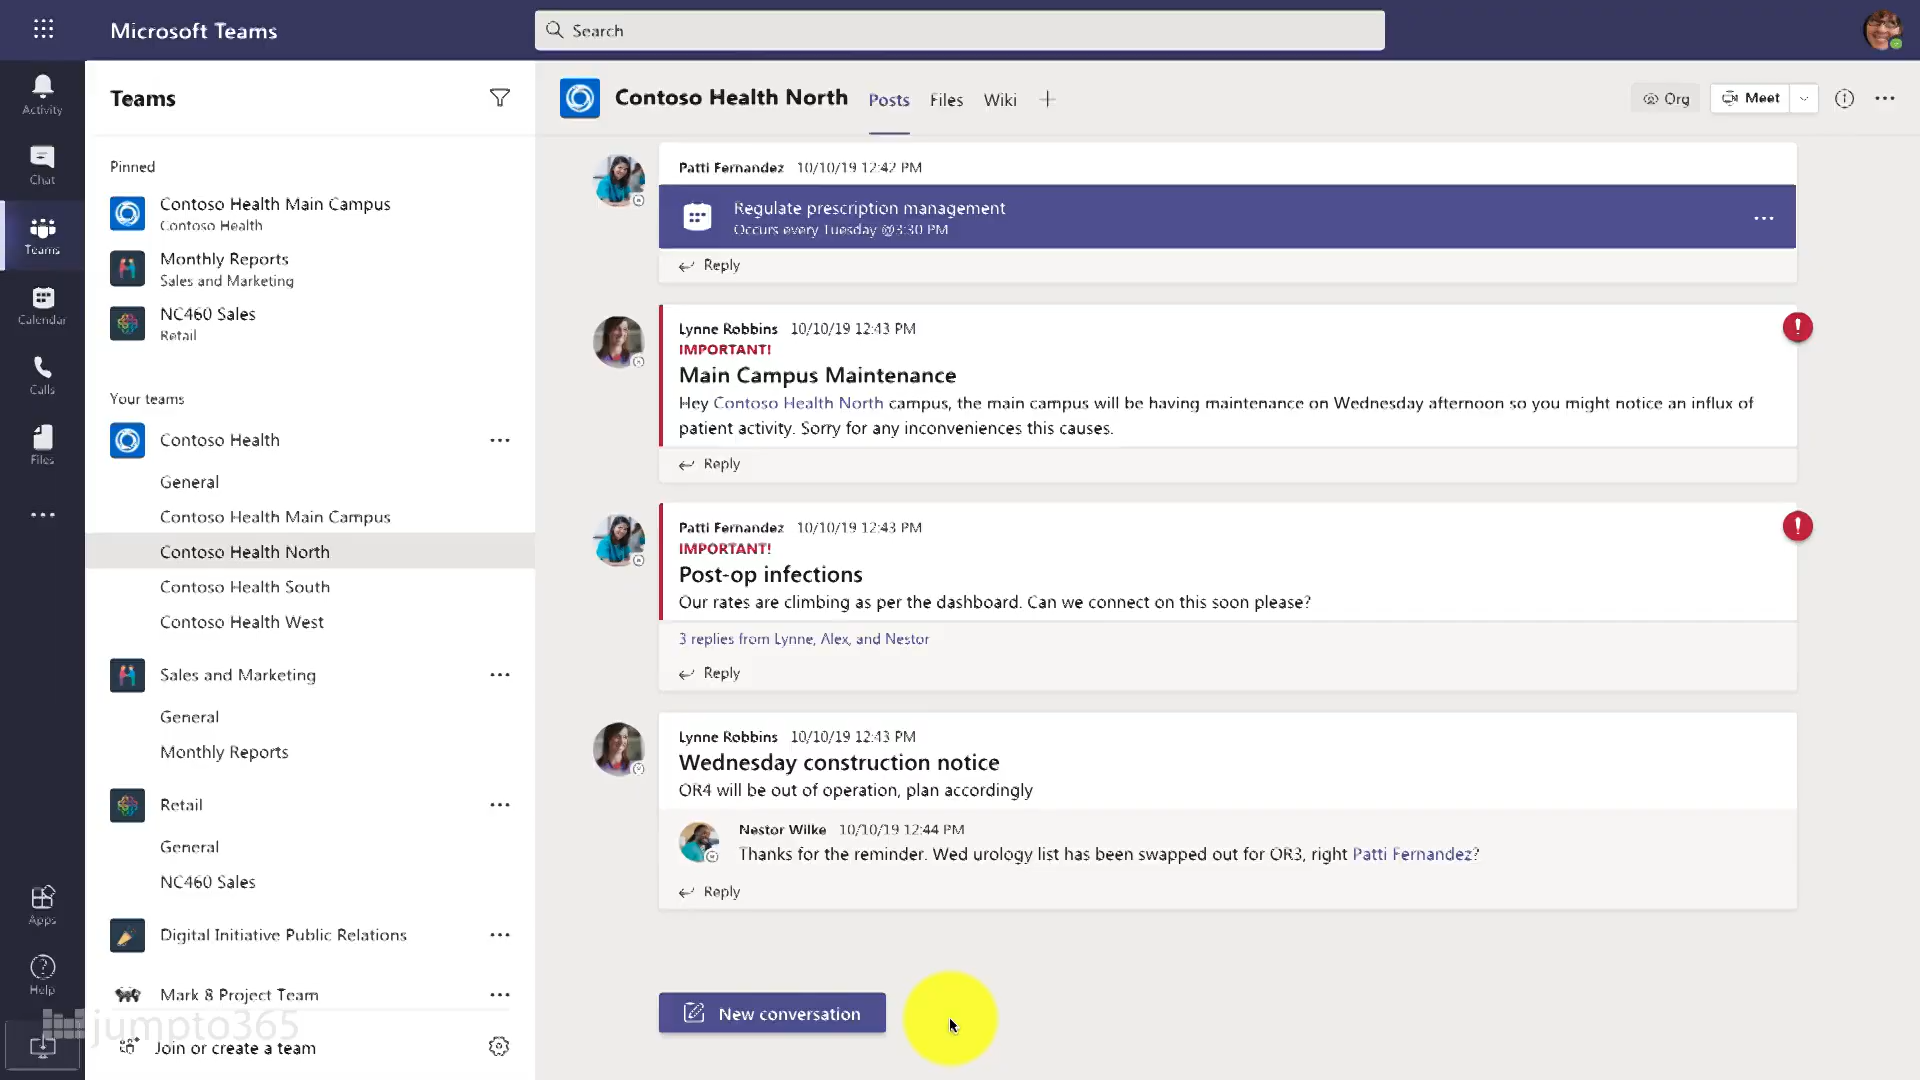 Microsoft Teams
Search
Activity
Chat
Teams
Calendar
Calls
Files
Apps
Help
Teams
Pinned
Contoso Health Main Campus
Contoso Health
Monthly Reports
Sales and Marketing
NC460 Sales
Retail
Your teams
Contoso Health
General
Contoso Health Main Campus
Contoso Health North
Contoso Health South
Contoso Health West
Sales and Marketing
General
Monthly Reports
Retail
General
NC460 Sales
Digital Initiative Public Relations
Mark 8 Project Team
jumpto365
Join or create a team
Contoso Health North
Posts
Files
Wiki
Org
Meet
Patti Fernandez 10/10/19 12:42 PM
Regulate prescription management
Occurs every Tuesday @3:30 PM
Reply
Lynne Robbins 10/10/19 12:43 PM
IMPORTANT!
Main Campus Maintenance
Hey Contoso Health North campus, the main campus will be having maintenance on Wednesday afternoon so you might notice an influx of
patient activity. Sorry for any inconveniences this causes.
Reply
Patti Fernandez 10/10/19 12:43 PM
IMPORTANT!
Post-op infections
Our rates are climbing as per the dashboard. Can we connect on this soon please?
3 replies from Lynne, Alex, and Nestor
Reply
Lynne Robbins 10/10/19 12:43 PM
Wednesday construction notice
OR4 will be out of operation, plan accordingly
Nestor Wilke 10/10/19 12:44 PM
Thanks for the reminder. Wed urology list has been swapped out for OR3, right Patti Fernandez?
Reply
New conversation